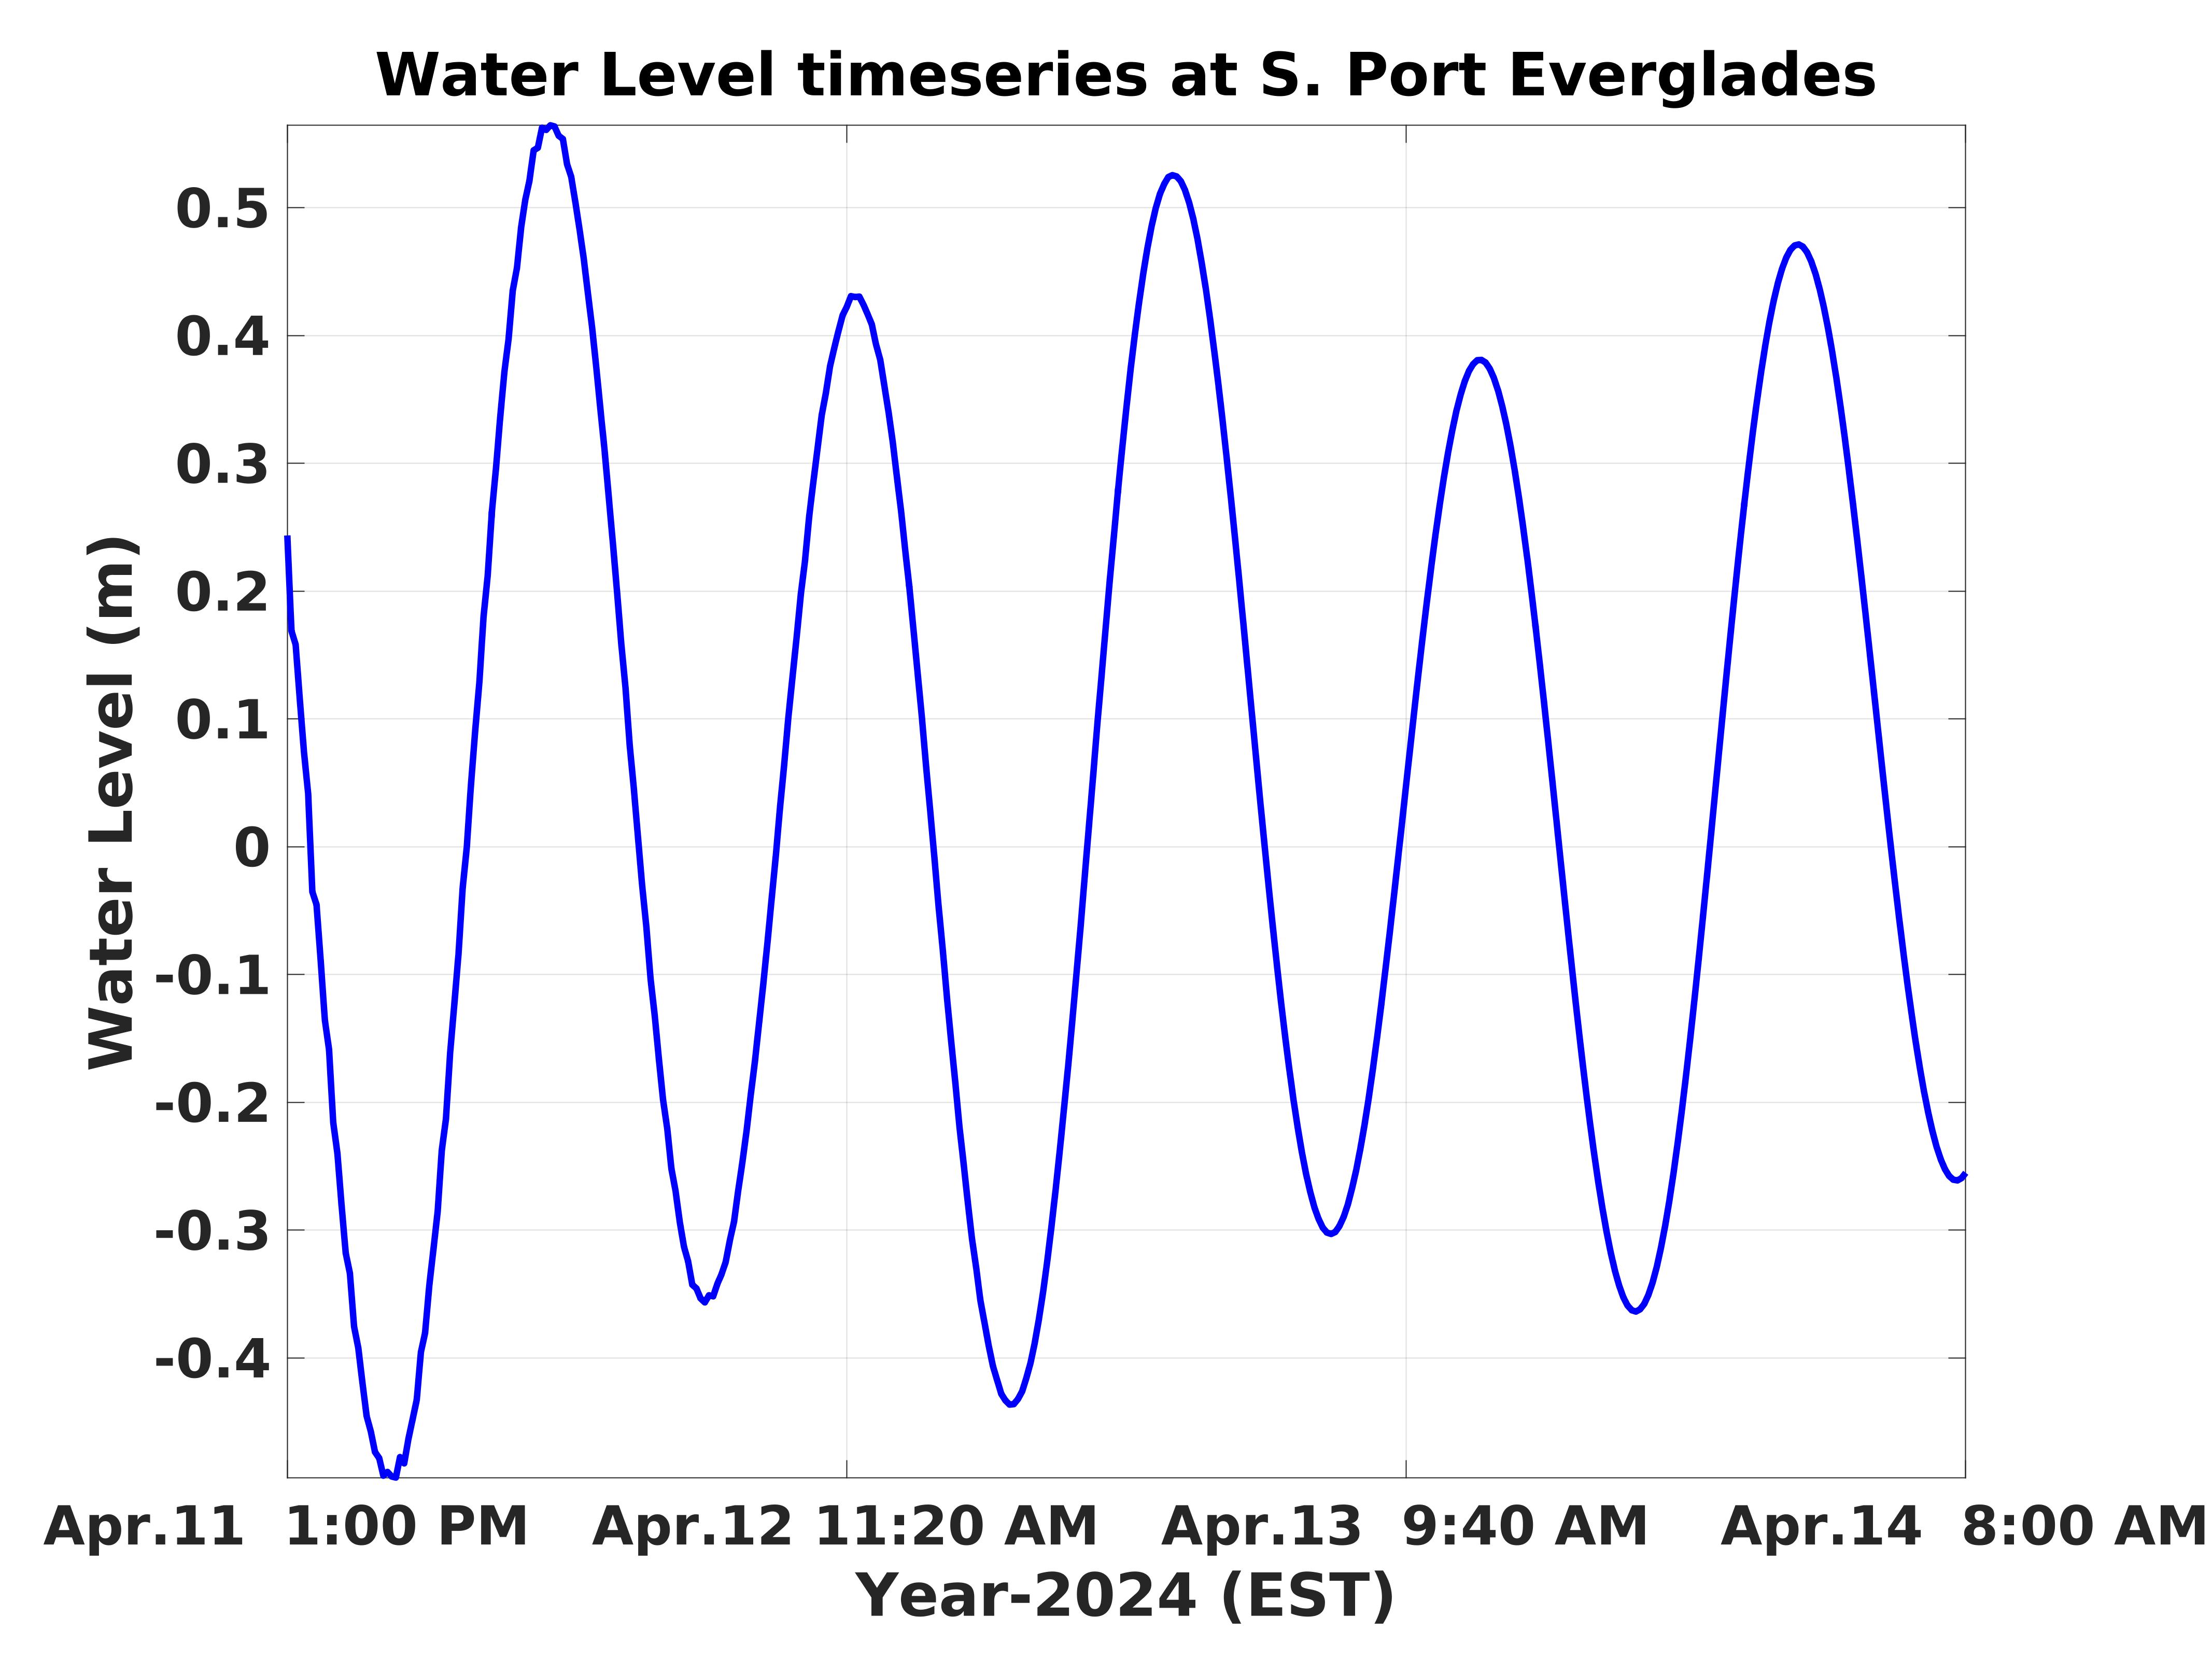 Water Level timeseries at S. Port Everglades
0.5
0.4
0.3
0.2
0.1
0
-0.1
-0.2
-0.3
-0.4
Water Level (m)
Apr.11 1:00 PM Apr.12 11:20 AM Apr.13 9:40 AM Apr.14 8:00 AM
Year-2024 (EST)